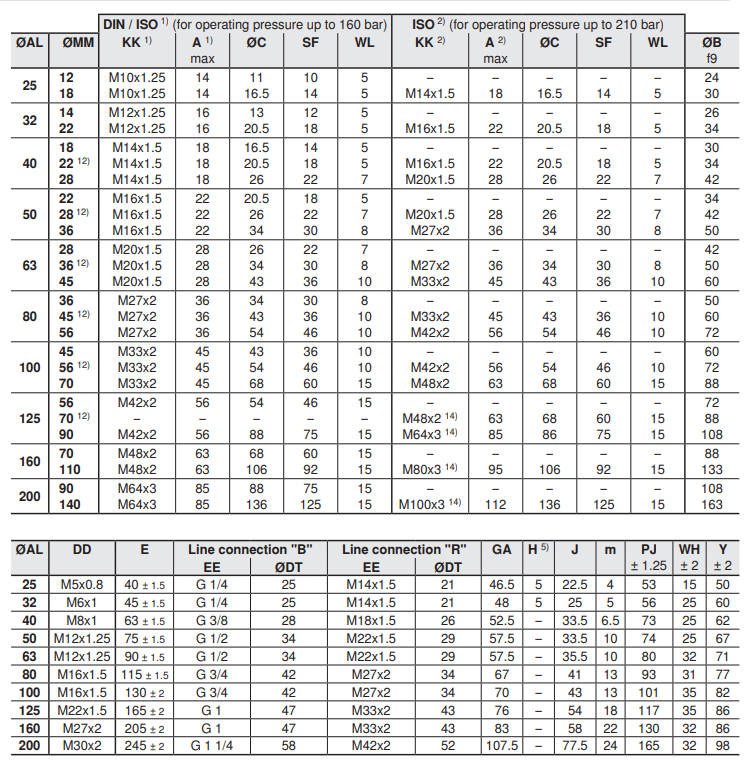 DIN / ISO 1) (for operating pressure up to 160 bar) ISO 2) (for operating pressure up to 210 bar)
ØAL ØMM KK 1) A 1) ØC SF WL KK 2) A 2) ØC SF WL ØB
max max f9
25 12 M10x1.25 14 11 10 5 – – – – – 24
18 M10x1.25 14 16.5 14 5 M14x1.5 18 16.5 14 5 30
32 14 M12x1.25 16 13 12 5 – – – – – 26
22 M12x1.25 16 20.5 18 5 M16x1.5 22 20.5 18 5 34
40 18 M14x1.5 18 16.5 14 5 – – – – – 30
22 12) M14x1.5 18 20.5 18 5 M16x1.5 22 20.5 18 5 34
28 M14x1.5 18 26 22 7 M20x1.5 28 26 22 7 42
50 22 M16x1.5 22 20.5 18 5 – – – – – 34
28 12) M16x1.5 22 26 22 7 M20x1.5 28 26 22 7 42
36 M16x1.5 22 34 30 8 M27x2 36 34 30 8 50
63 28 M20x1.5 28 26 22 7 – – – – – 42
36 12) M20x1.5 28 34 30 8 M27x2 36 34 30 8 50
45 M20x1.5 28 43 36 10 M33x2 45 43 36 10 60
80 36 M27x2 36 34 30 8 – – – – – 50
45 12) M27x2 36 43 36 10 M33x2 45 43 36 10 60
56 M27x2 36 54 46 10 M42x2 56 54 46 10 72
100 45 M33x2 45 43 36 10 – – – – – 60
56 12) M33x2 45 54 46 10 M42x2 56 54 46 10 72
70 M33x2 45 68 60 15 M48x2 63 68 60 15 88
125 56 M42x2 56 54 46 15 – – – – – 72
70 12) – – – – – M48x2 14) 63 68 60 15 88
90 M42x2 56 88 75 15 M64x3 14) 85 86 75 15 108
160 70 M48x2 63 68 60 15 – – – – – 88
110 M48x2 63 106 92 15 M80x3 14) 95 106 92 15 133
200 90 M64x3 85 88 75 15 – – – – – 108
140 M64x3 85 136 125 15 M100x3 14) 112 136 125 15 163
ØAL DD E Line connection "B" Line connection "R" GA H 5) J m PJ WH Y
EE ØDT EE ØDT ± 1.25 ± 2 ± 2
25 M5x0.8 40 ± 1.5 G 1/4 25 M14x1.5 21 46.5 5 22.5 4 53 15 50
32 M6x1 45 ± 1.5 G 1/4 25 M14x1.5 21 48 5 25 5 56 25 60
40 M8x1 63 ± 1.5 G 3/8 28 M18x1.5 26 52.5 – 33.5 6.5 73 25 62
50 M12x1.25 75 ± 1.5 G 1/2 34 M22x1.5 29 57.5 – 33.5 10 74 25 67
63 M12x1.25 90 ± 1.5 G 1/2 34 M22x1.5 29 57.5 – 35.5 10 80 32 71
80 M16x1.5 115 ± 1.5 G 3/4 42 M27x2 34 67 – 41 13 93 31 77
100 M16x1.5 130 ± 2 G 3/4 42 M27x2 34 70 – 43 13 101 35 82
125 M22x1.5 165 ± 2 G 1 47 M33x2 43 76 – 54 18 117 35 86
160 M27x2 205 ± 2 G 1 47 M33x2 43 83 – 58 22 130 32 86
200 M30x2 245 ± 2 G 1 1/4 58 M42x2 52 107.5 – 77.5 24 165 32 98